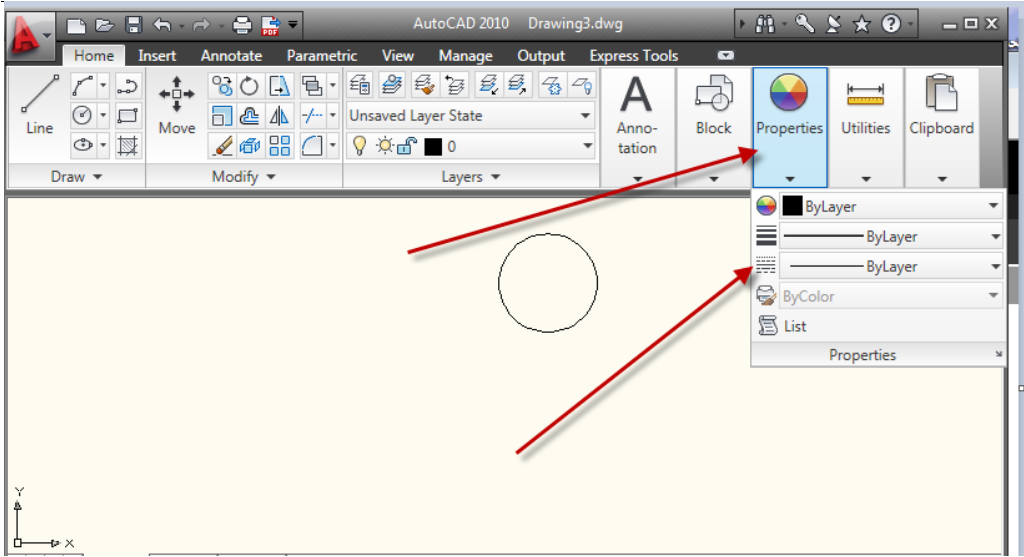 AutoCAD 2010 Drawing3.dwg
PDF
Home Insert Annotate Parametric View Manage Output Express Tools
Line
Move
Unsaved Layer State
0
A
Anno-
tation
Block
Properties
Utilities
Clipboard
Draw
Modify
Layers
ByLayer
ByLayer
ByLayer
ByColor
List
Properties
Y
X